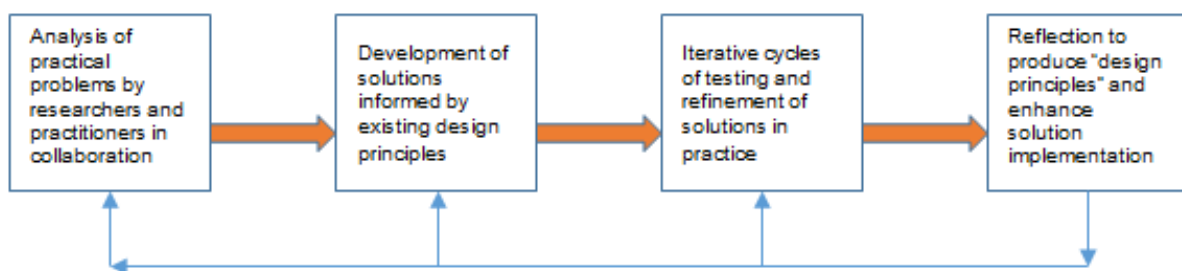 Analysis of
practical
problems by
researchers and
practitioners in
collaboration
Development of
solutions
informed by
existing design
principles
Iterative cycles
of testing and
refinement of
solutions in
practice
Reflection to
produce "design
principles" and
enhance
solution
implementation